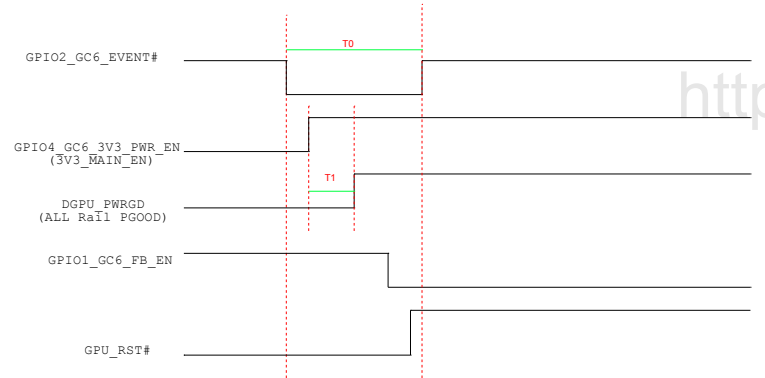 T0
GPIO2_GC6_EVENT#
http
GPIO4_GC6_3V3_PWR_EN
(3V3_MAIN_EN)
T1
DGPU_PWRGD
(ALL Rail PGOOD)
GPIO1_GC6_FB_EN
GPU_RST#